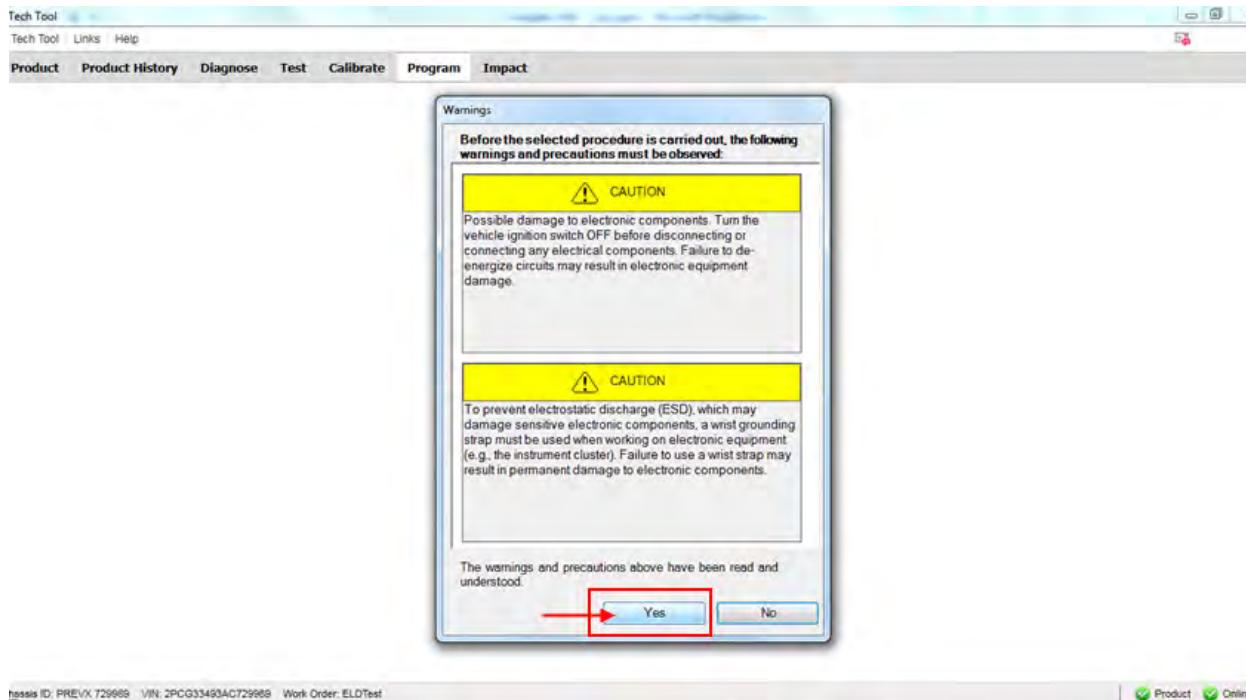 Tech Tool
Tech Tool Links Help
Product Product History Diagnose Test Calibrate Program Impact
Warnings
Before the selected procedure is carried out, the following
warnings and precautions must be observed:
CAUTION
Possible damage to electronic components. Turn the
vehicle ignition switch OFF before disconnecting or
connecting any electrical components. Failure to de-
energize circuits may result in electronic equipment
damage.
CAUTION
To prevent electrostatic discharge (ESD), which may
damage sensitive electronic components, a wrist grounding
strap must be used when working on electronic equipment
(e.g., the instrument cluster). Failure to use a wrist strap may
result in permanent damage to electronic components.
The warnings and precautions above have been read and
understood.
Yes No
hassis ID: PREVX 729969 VIN: 2PCG33493AC729969 Work Order: ELDTest Product Onlin